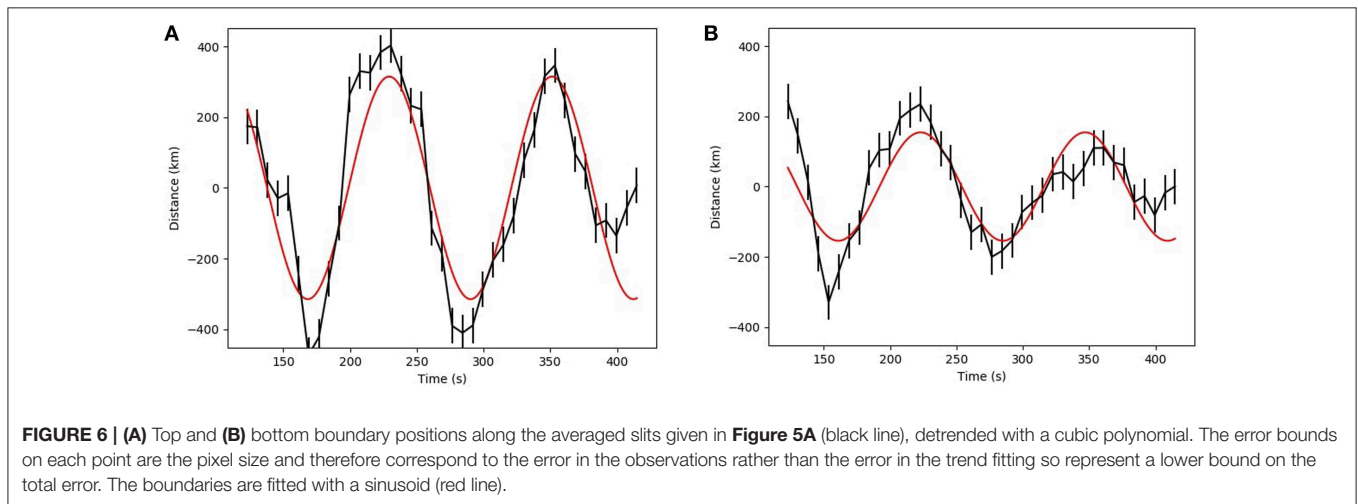 A
B
400
200
0
−200
−400
Distance (km)
150
200
250
300
350
400
Time (s)
400
200
0
−200
−400
Distance (km)
150
200
250
300
350
400
Time (s)
FIGURE 6 | (A) Top and (B) bottom boundary positions along the averaged slits given in Figure 5A (black line), detrended with a cubic polynomial. The error bounds
on each point are the pixel size and therefore correspond to the error in the observations rather than the error in the trend fitting so represent a lower bound on the
total error. The boundaries are fitted with a sinusoid (red line).